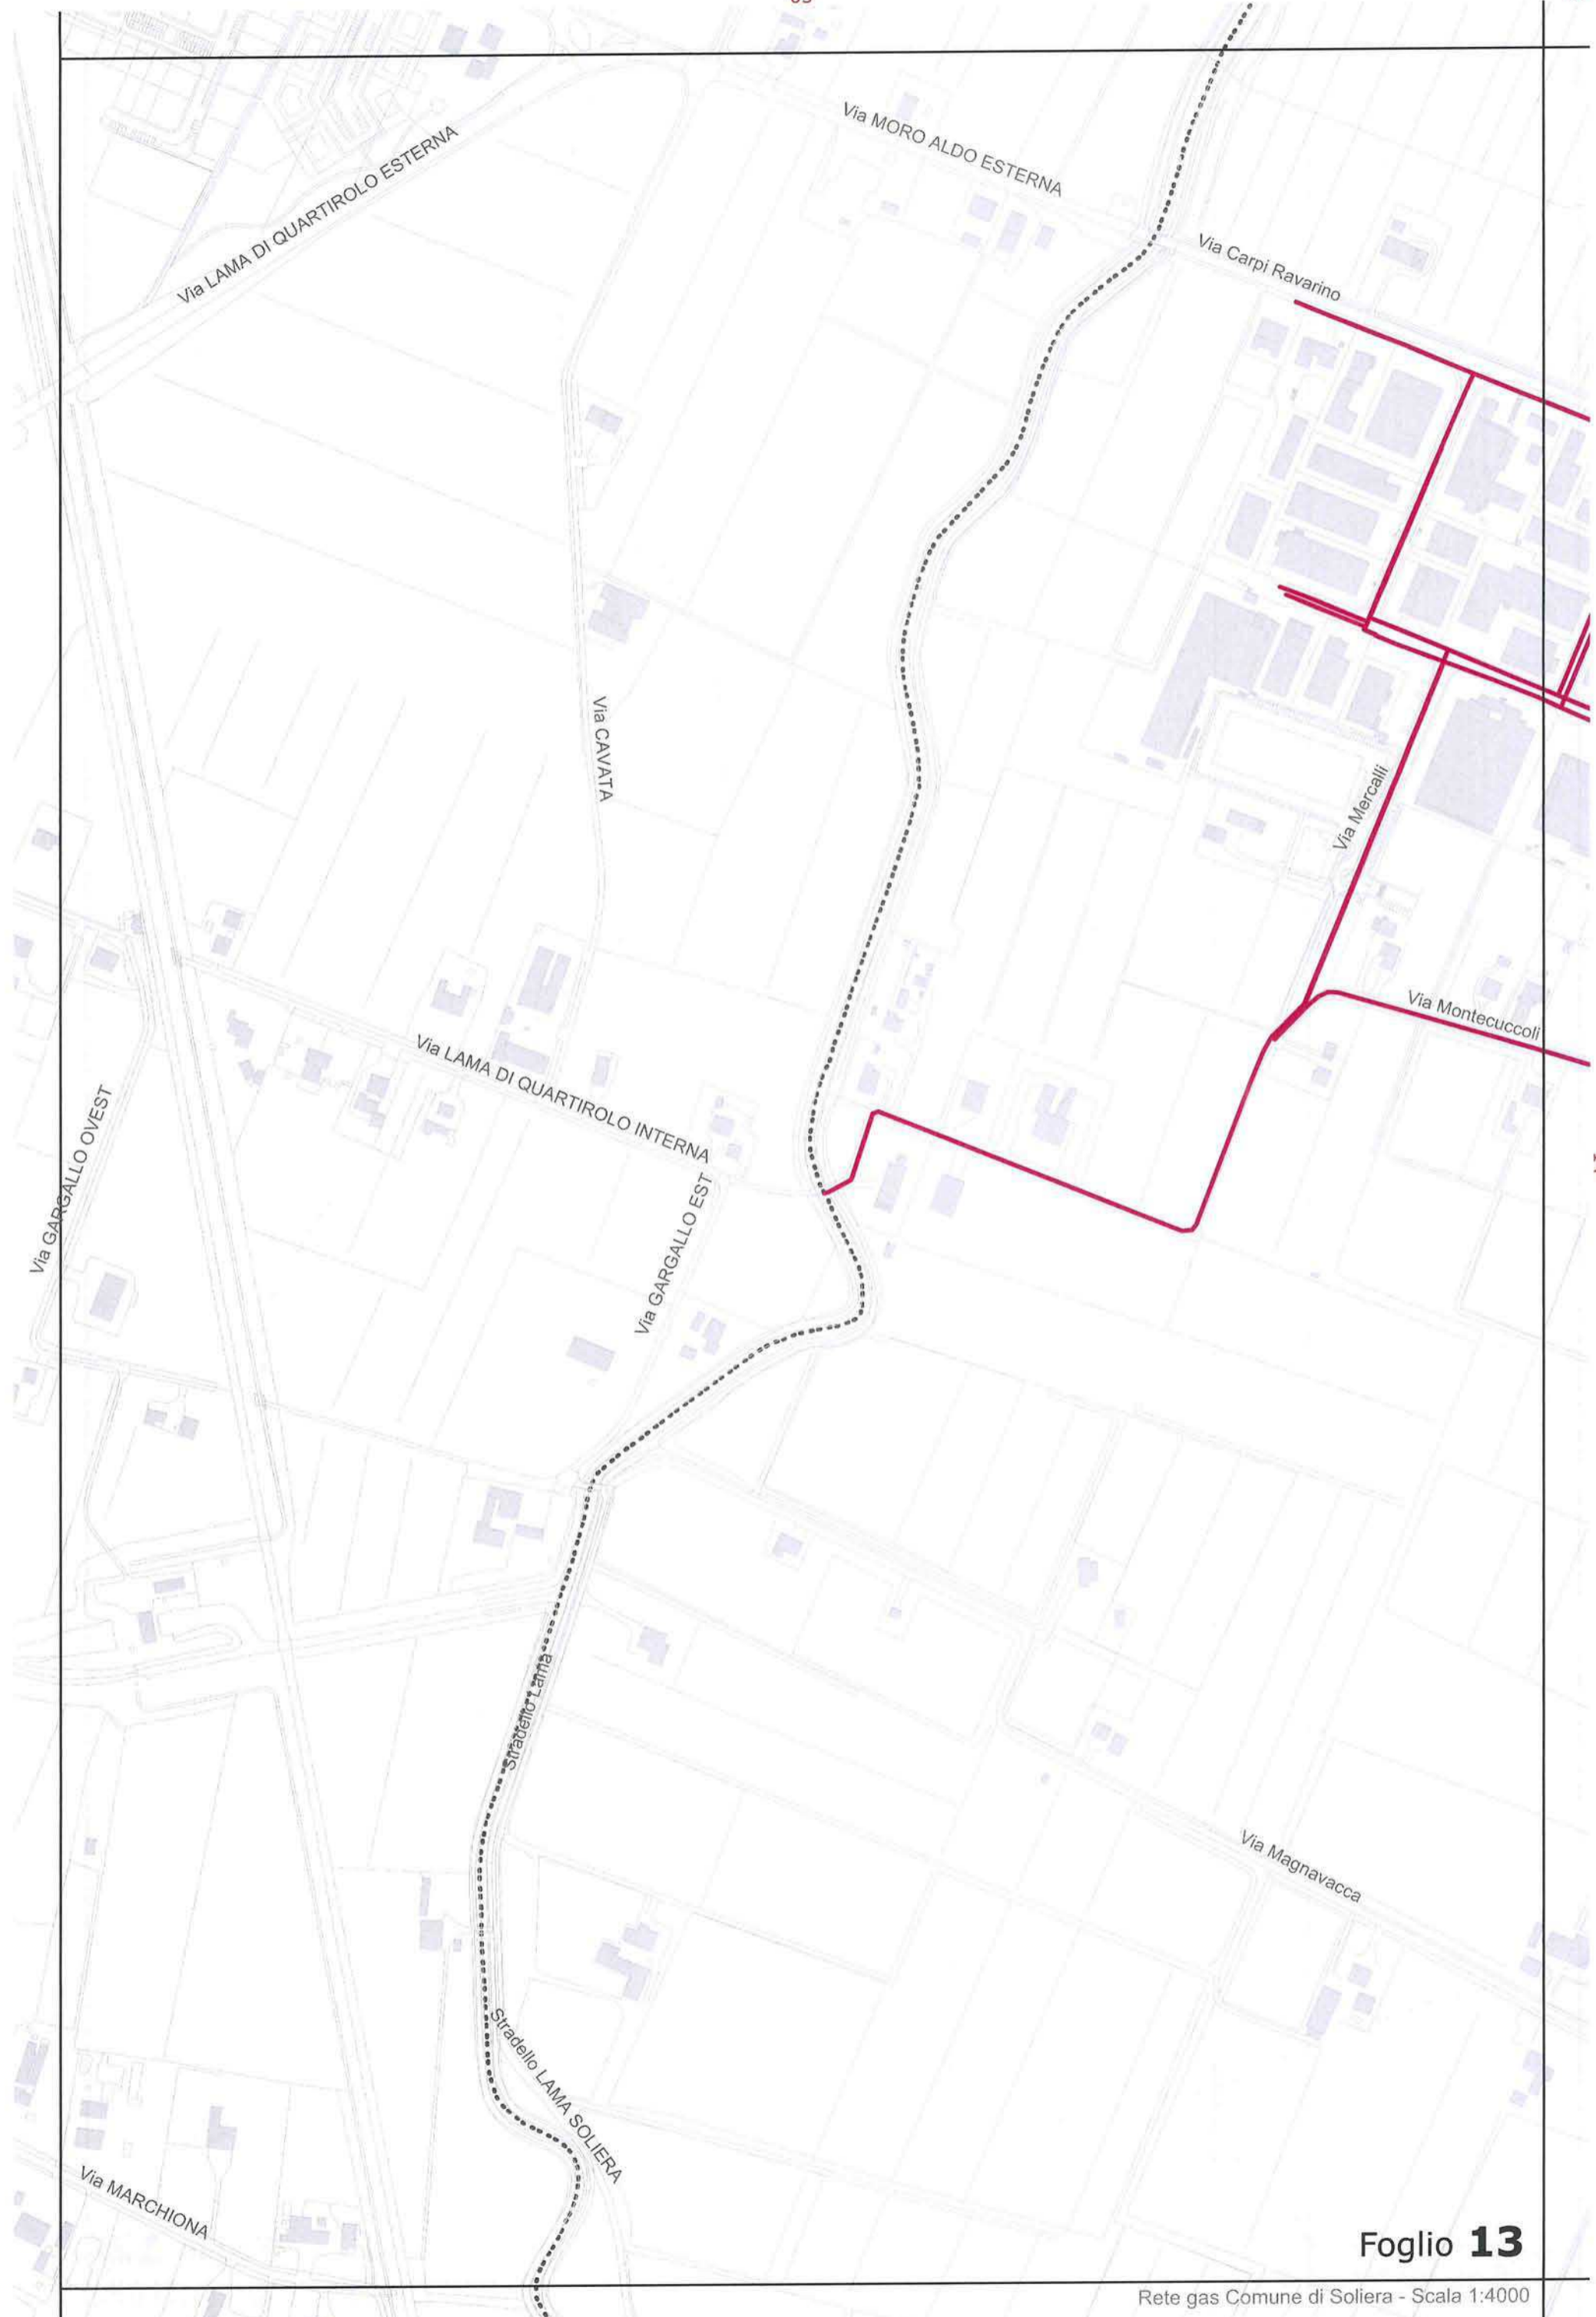 Via MORO ALDO ESTERNA
Via LAMA DI QUARTIROLO ESTERNA
Via Carpi Ravarino
Via CAVATA
Via Mercalli
Via Montecuccoli
Via LAMA DI QUARTIROLO INTERNA
Via GARGALLO OVEST
Via GARGALLO EST
Stradello Lama
Via Magnavacca
Stradello LAMA SOLIERA
Via MARCHIONA
Foglio 13
Rete gas Comune di Soliera - Scala 1:4000